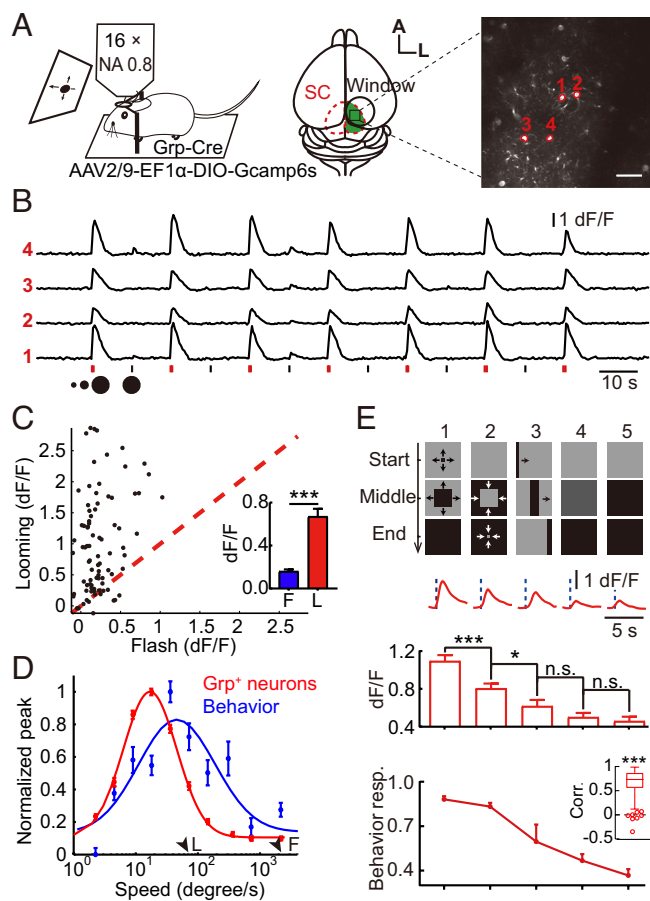 A
16 ×
NA 0.8
Grp-Cre
AAV2/9-EF1α-DIO-Gcamp6s
A
L
SC
Window
1 2
3 4
B
1 dF/F
4
3
2
1
10 s
C
Looming (dF/F)
2.5
2
1.5
1
0.5
0
0 0.5 1 1.5 2 2.5
Flash (dF/F)
dF/F
0.8
0.4
0.0
***
F L
D
Grp+ neurons
Behavior
Normalized peak
1
0.8
0.6
0.4
0.2
0
L
F
10⁰ 10¹ 10² 10³
Speed (degree/s)
E
1 2 3 4 5
Start
Middle
End
1 dF/F
5 s
dF/F
1.2
0.8
0.4
***
*
n.s.
n.s.
Behavior resp.
1.0
0.7
0.4
Corr.
1
0.5
0
-0.5
***